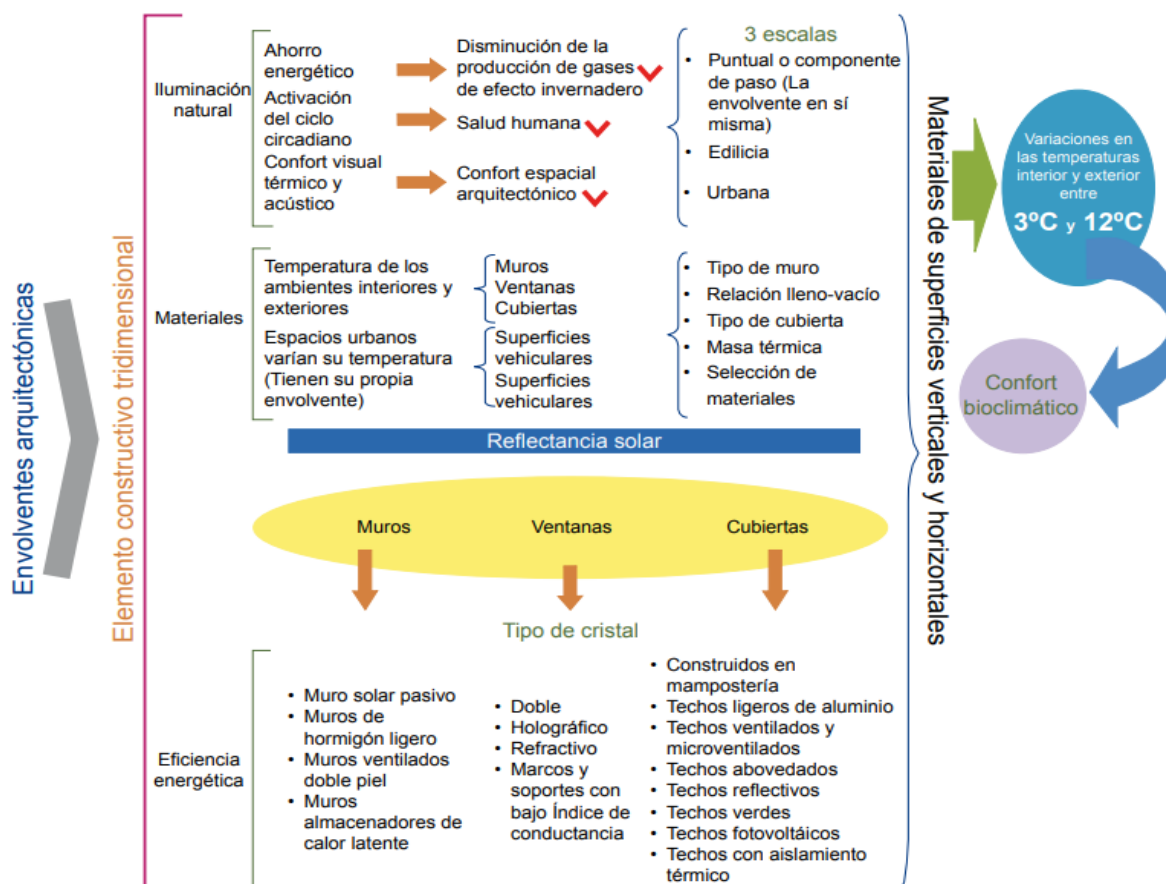 Envolventes arquitectónicas
Elemento constructivo tridimensional
Iluminación
natural
Ahorro
energético
Activación
del ciclo
circadiano
Confort visual
térmico y
acústico
Disminución de la
producción de gases
de efecto invernadero
Salud humana
Confort espacial
arquitectónico
3 escalas
• Puntual o componente
de paso (La
envolvente en sí
misma)
• Edilicia
• Urbana
Materiales
Temperatura de los
ambientes interiores y
exteriores
Espacios urbanos
varían su temperatura
(Tienen su propia
envolvente)
Muros
Ventanas
Cubiertas
Superficies
vehiculares
Superficies
vehiculares
• Tipo de muro
• Relación lleno-vacío
• Tipo de cubierta
• Masa térmica
• Selección de
materiales
Reflectancia solar
Muros
Ventanas
Cubiertas
Tipo de cristal
Eficiencia
energética
• Muro solar pasivo
• Muros de
hormigón ligero
• Muros ventilados
doble piel
• Muros
almacenadores de
calor latente
• Doble
• Holográfico
• Refractivo
• Marcos y
soportes con
bajo Índice de
conductancia
• Construidos en
mampostería
• Techos ligeros de aluminio
• Techos ventilados y
microventilados
• Techos abovedados
• Techos reflectivos
• Techos verdes
• Techos fotovoltáicos
• Techos con aislamiento
térmico
Materiales de superficies verticales y horizontales
Variaciones en
las temperaturas
interior y exterior
entre
3ºC y 12ºC
Confort
bioclimático